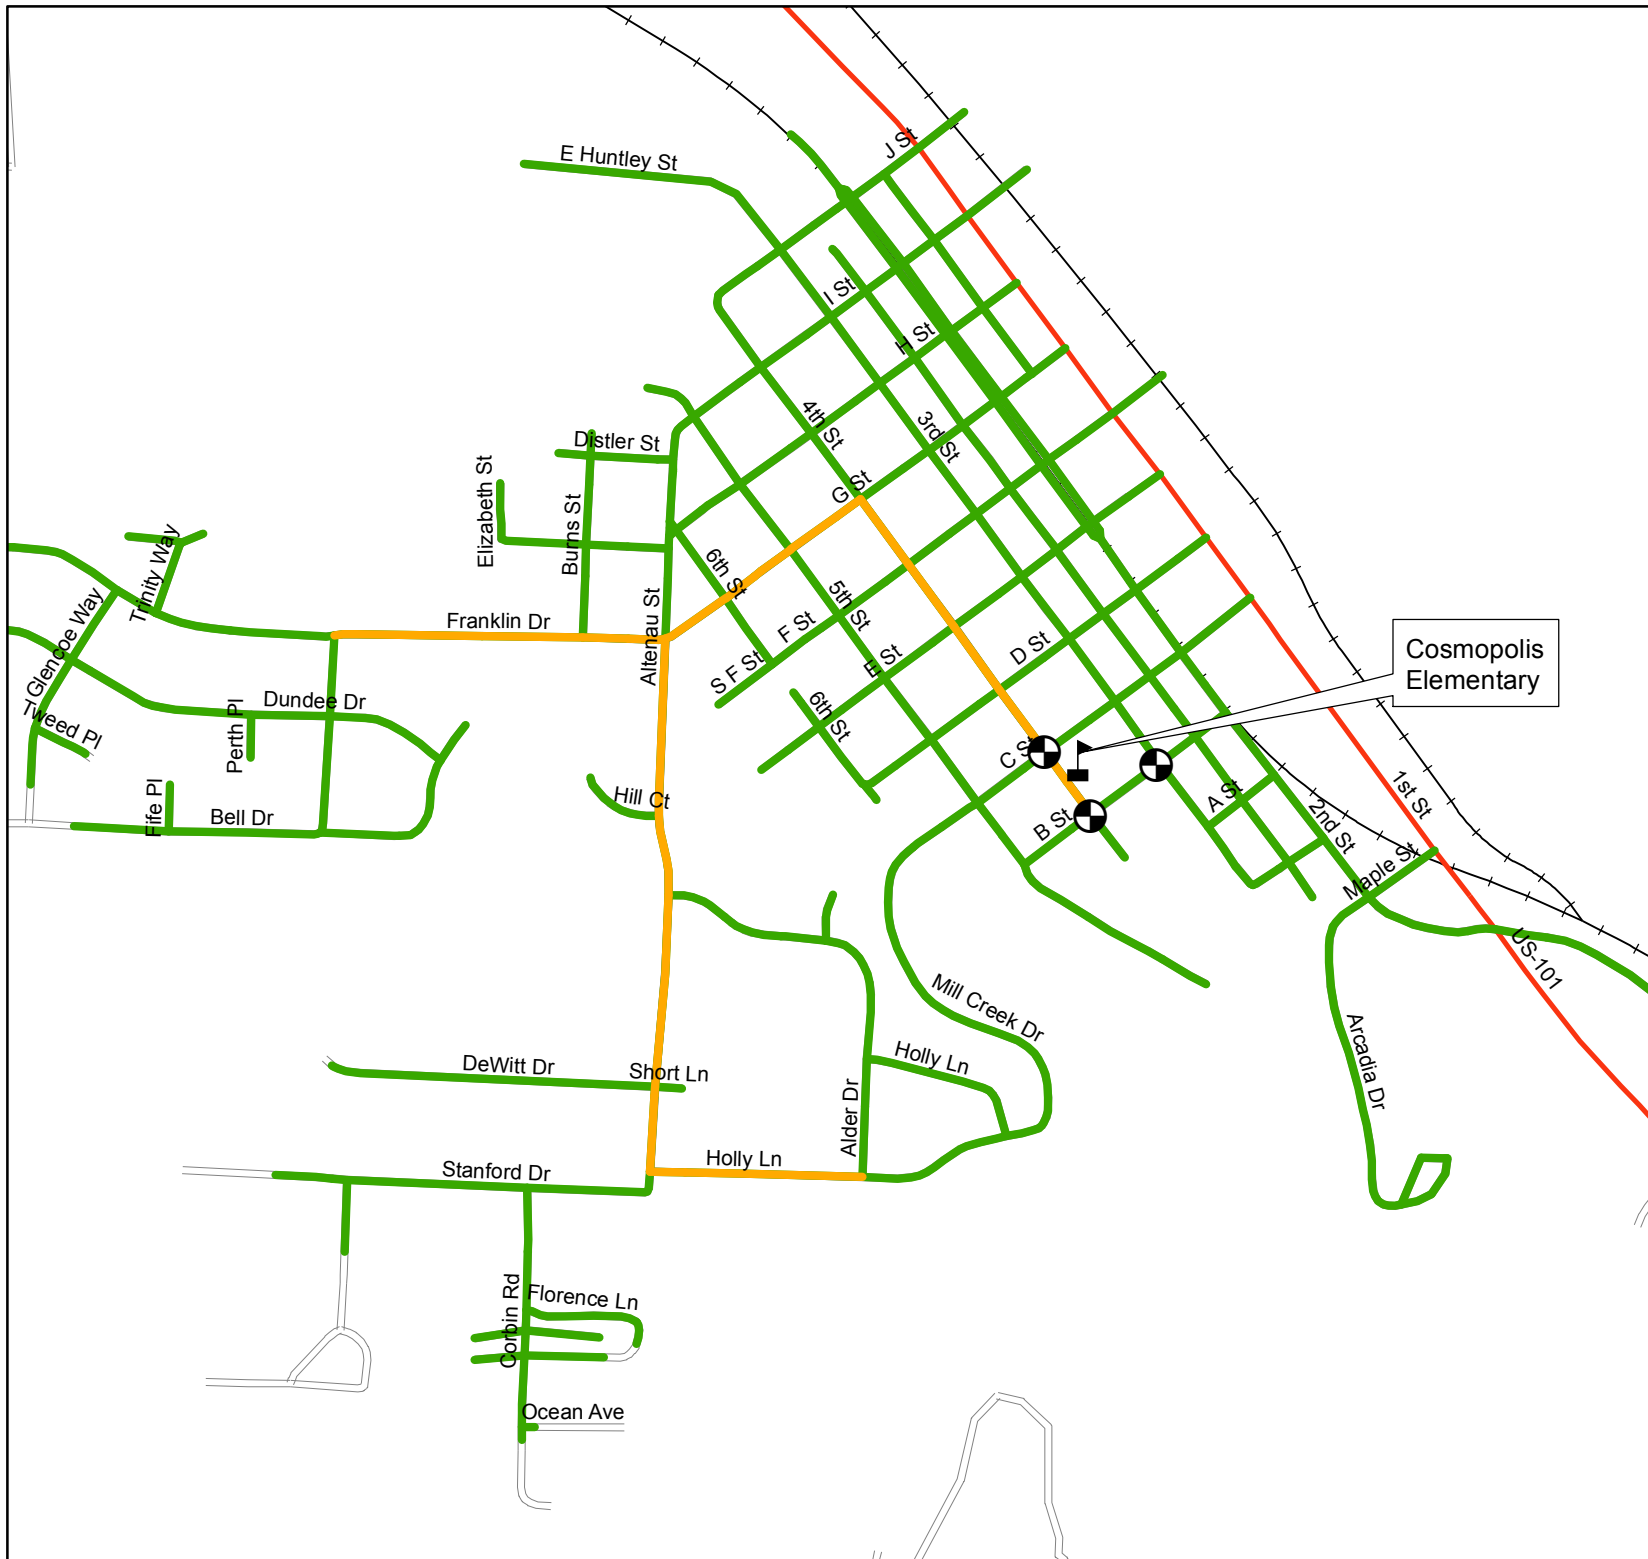 J St
E Huntley St
I St
H St
4th St
3rd St
Distler St
Elizabeth St
Burns St
G St
Trinity Way
6th St
5th St
Glencoe Way
Franklin Dr
Altenau St
F St
D St
E St
S F St
Cosmopolis
Elementary
Tweed Pl
Dundee Dr
Perth Pl
6th St
C St
Fife Pl
Bell Dr
Hill Ct
B St
A St
1st St
2nd St
Maple St
US-101
Mill Creek Dr
Arcadia Dr
DeWitt Dr
Short Ln
Holly Ln
Alder Dr
Stanford Dr
Holly Ln
Corbin Rd
Florence Ln
Ocean Ave